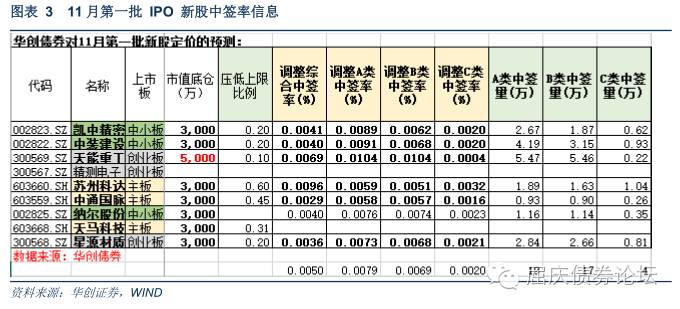 图表 3 11 月第一批 IPO 新股中签率信息
华创债券对11月第一批新股定价的预测：
代码 名称 上市板 市值底仓（万） 压低上限比例 调整综合中签率(%) 调整A类中签率(%) 调整B类中签率(%) 调整C类中签率(%) A类中签量(万) B类中签量(万) C类中签量(万)
002823.SZ 凯中精密 中小板 3,000 0.20 0.0041 0.0089 0.0062 0.0020 2.67 1.87 0.62
002822.SZ 中装建设 中小板 3,000 0.20 0.0040 0.0091 0.0068 0.0020 4.19 3.15 0.93
300569.SZ 天能重工 创业板 5,000 0.10 0.0069 0.0104 0.0104 0.0004 5.47 5.46 0.22
300567.SZ 精测电子 创业板
603660.SH 苏州科达 主板 3,000 0.60 0.0096 0.0059 0.0051 0.0032 1.89 1.63 1.04
603559.SH 中通国脉 主板 3,000 0.45 0.0029 0.0058 0.0057 0.0016 0.93 0.90 0.26
002825.SZ 纳尔股份 中小板 3,000 0.0040 0.0076 0.0074 0.0023 1.16 1.14 0.35
603668.SH 天马科技 主板 3,000 0.31
300568.SZ 星源材质 创业板 3,000 0.20 0.0036 0.0073 0.0068 0.0021 2.84 2.66 0.81
数据来源：华创债券
0.0050 0.0079 0.0069 0.0020 17
屈庆债券论坛
资料来源：华创证券，WIND